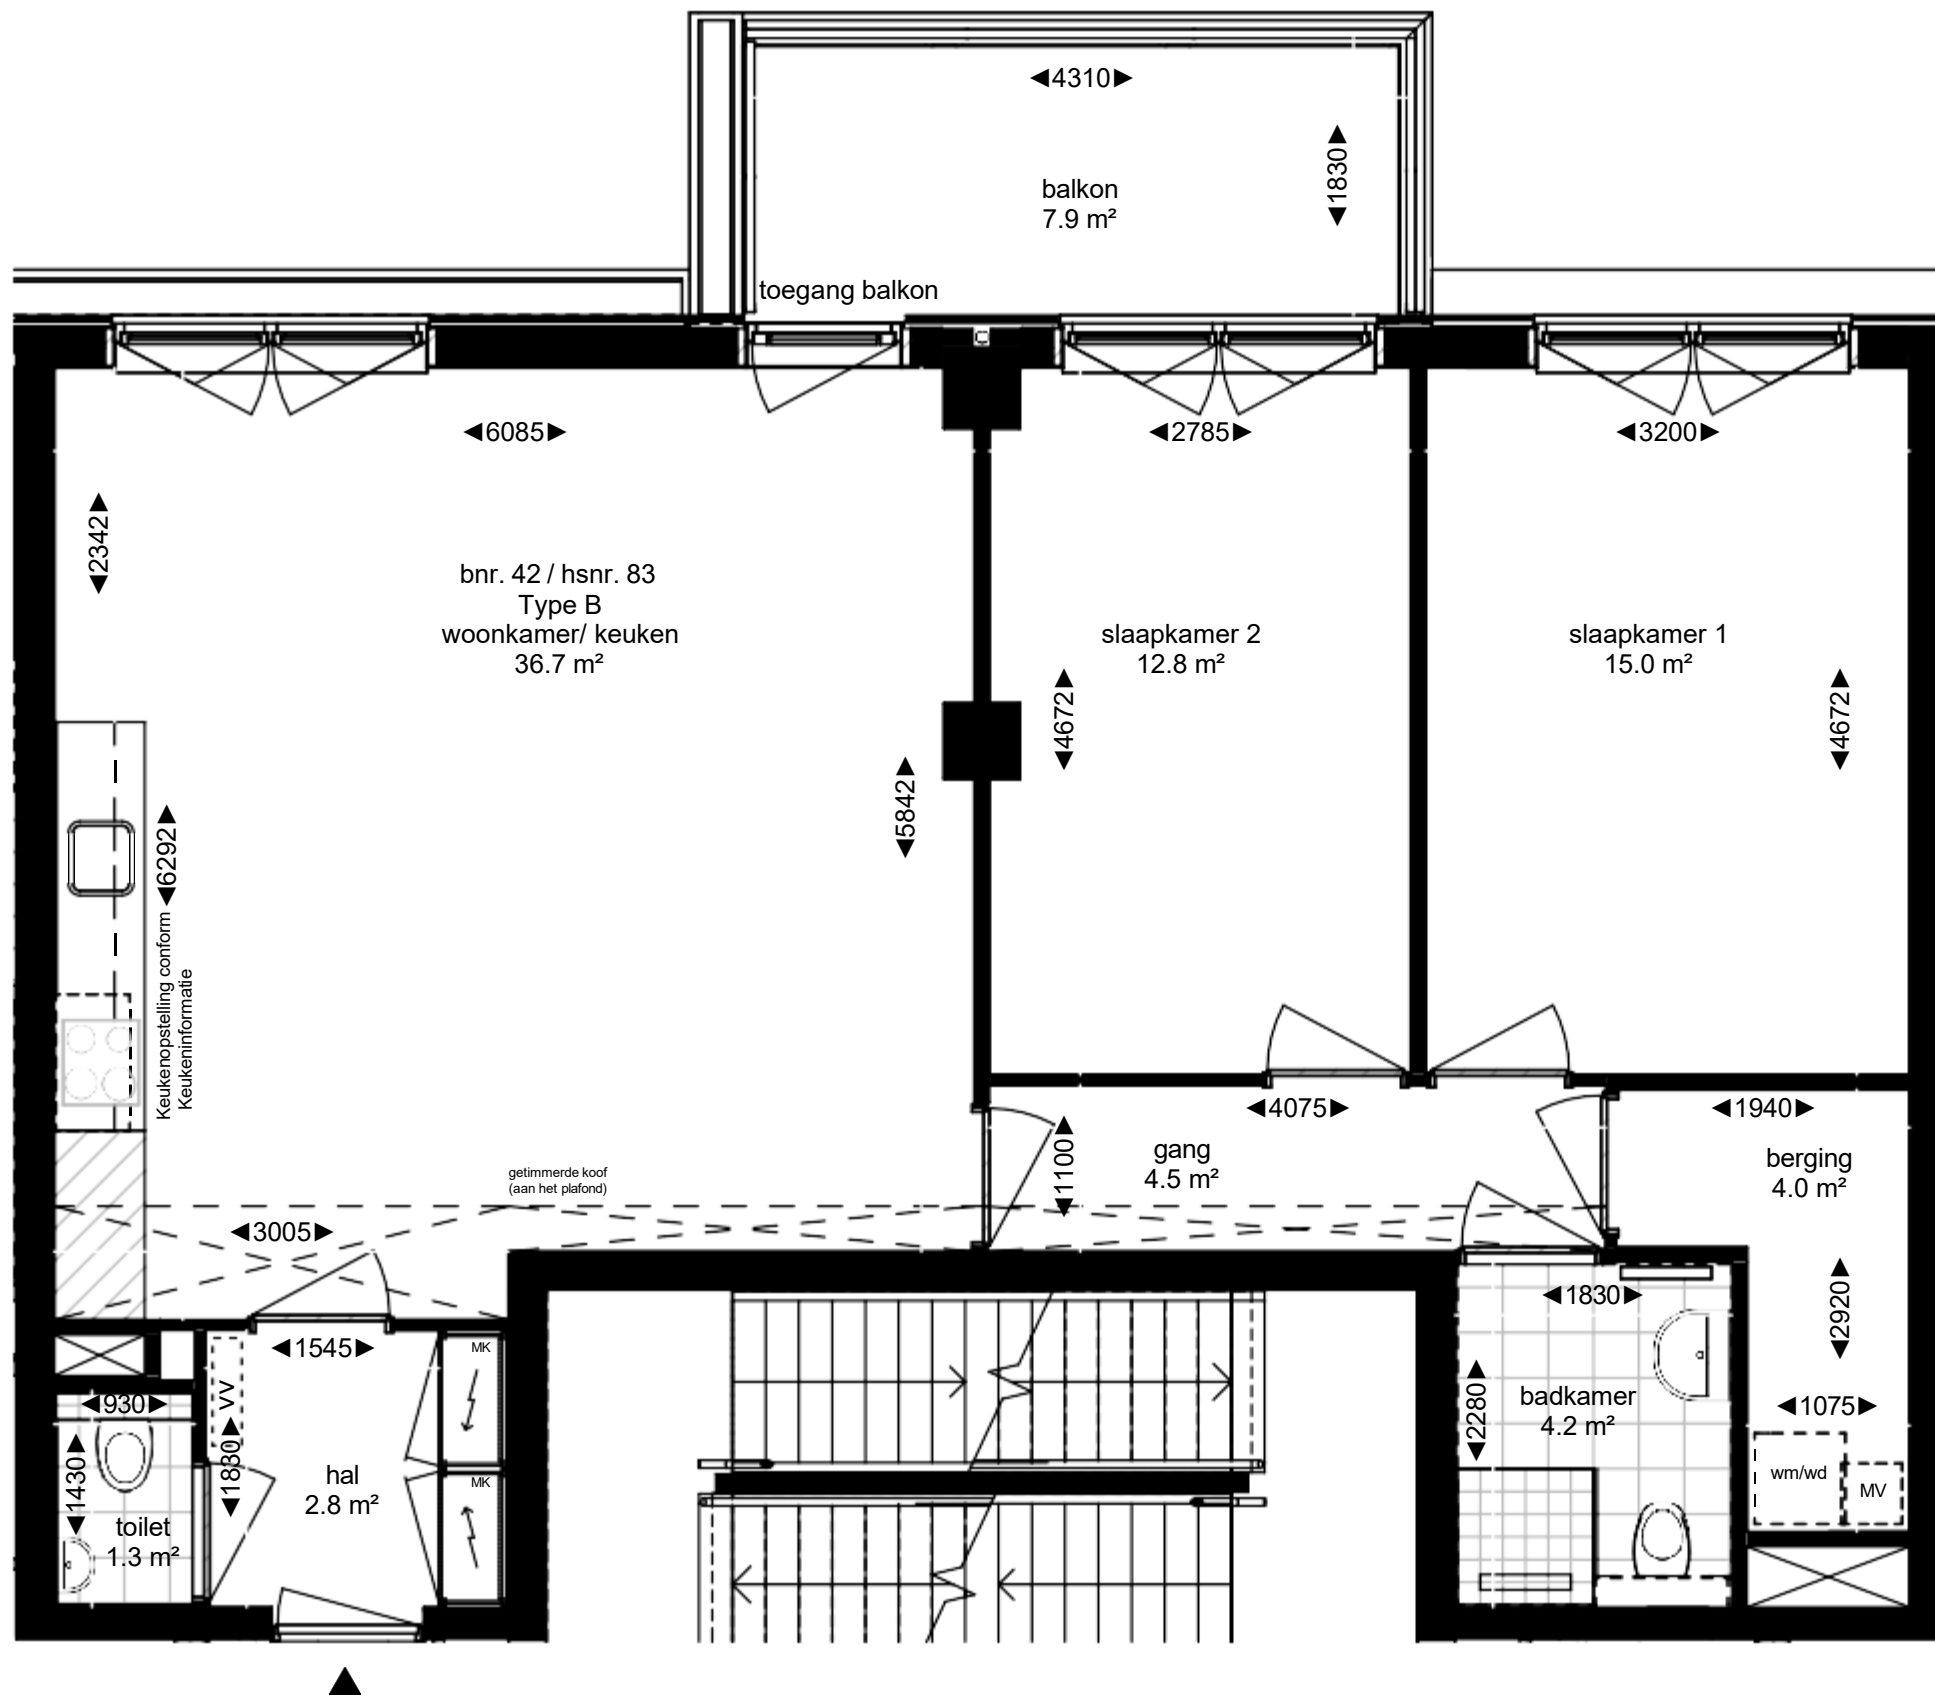 ◄4310►
◄1830►
balkon
7.9 m²
toegang balkon
◄6085►
◄2785►
◄3200►
◄2342►
bnr. 42 / hsnr. 83
Type B
woonkamer/ keuken
36.7 m²
slaapkamer 2
12.8 m²
slaapkamer 1
15.0 m²
◄4672►
◄4672►
◄5842►
◄6292►
Keukenopstelling conform
Keukeninformatie
◄4075►
◄1940►
◄1100►
gang
4.5 m²
berging
4.0 m²
getimmerde koof
(aan het plafond)
◄3005►
◄1830►
◄2920►
◄1545►
MK
VV
◄930►
◄1830►
◄1430►
hal
2.8 m²
MK
toilet
1.3 m²
◄2280►
badkamer
4.2 m²
◄1075►
wm/wd
MV